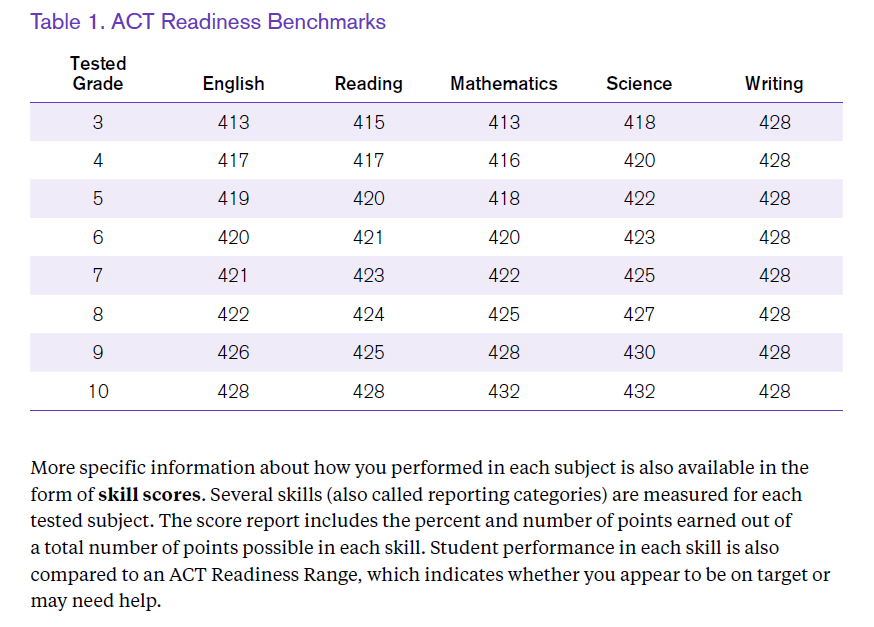 Table 1. ACT Readiness Benchmarks
Tested
Grade English Reading Mathematics Science Writing
3 413 415 413 418 428
4 417 417 416 420 428
5 419 420 418 422 428
6 420 421 420 423 428
7 421 423 422 425 428
8 422 424 425 427 428
9 426 425 428 430 428
10 428 428 432 432 428
More specific information about how you performed in each subject is also available in the
form of skill scores. Several skills (also called reporting categories) are measured for each
tested subject. The score report includes the percent and number of points earned out of
a total number of points possible in each skill. Student performance in each skill is also
compared to an ACT Readiness Range, which indicates whether you appear to be on target or
may need help.